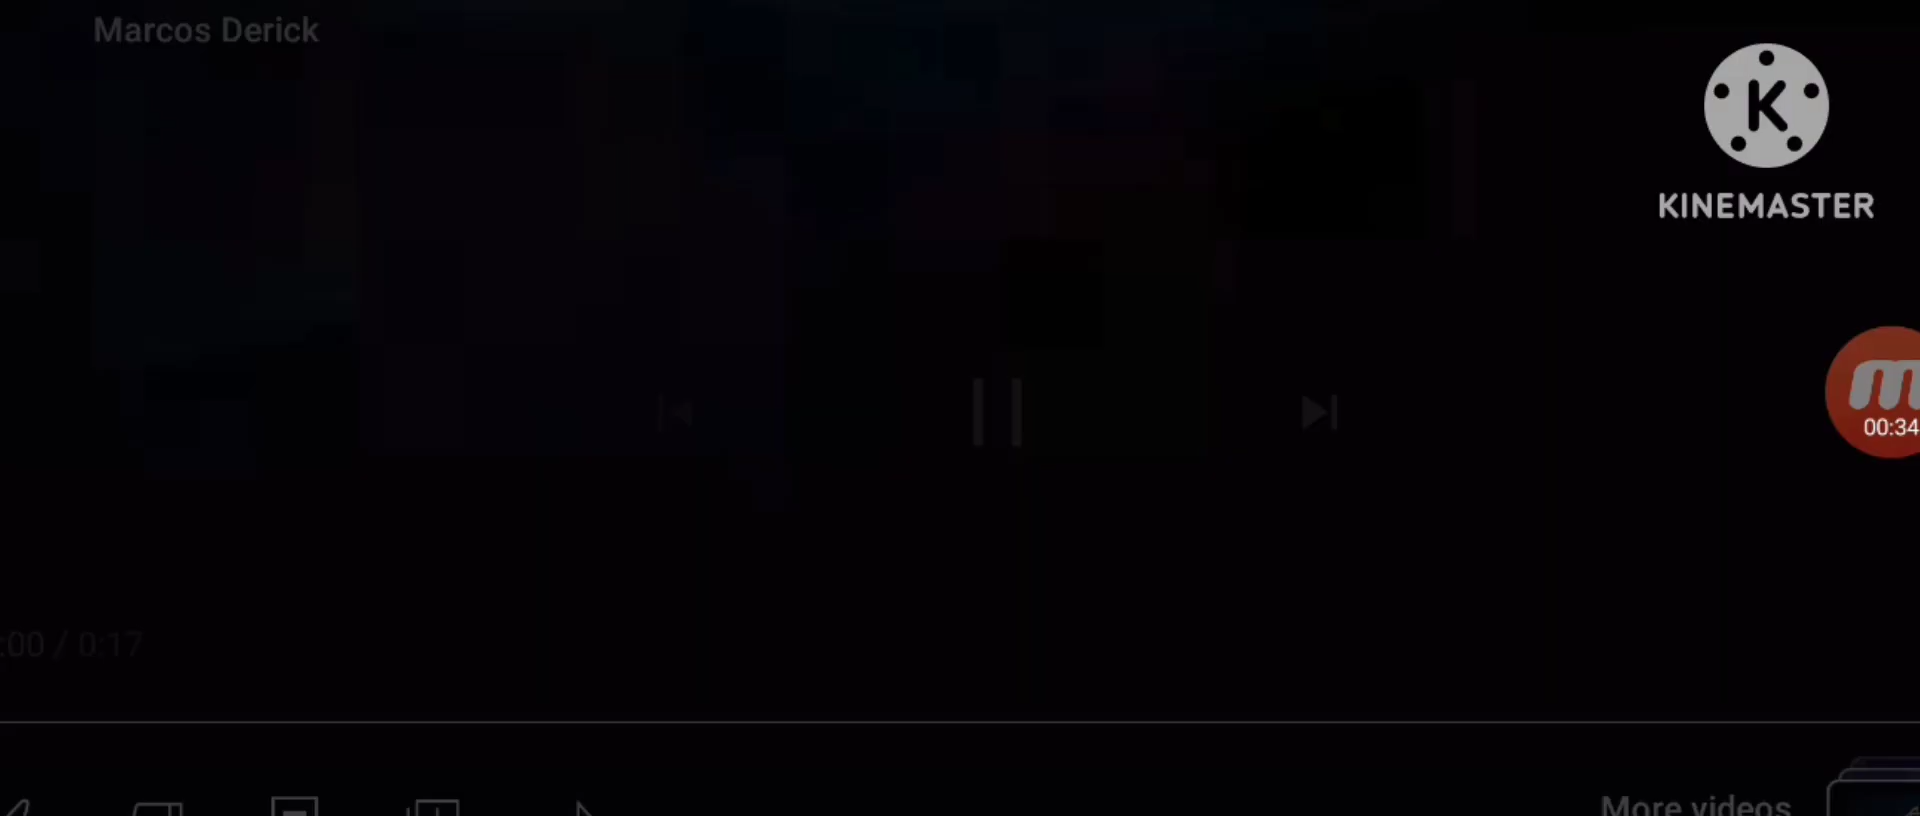 Marcos Derick
K
KINEMASTER
m
00:34
:00 / 0:17
More videos